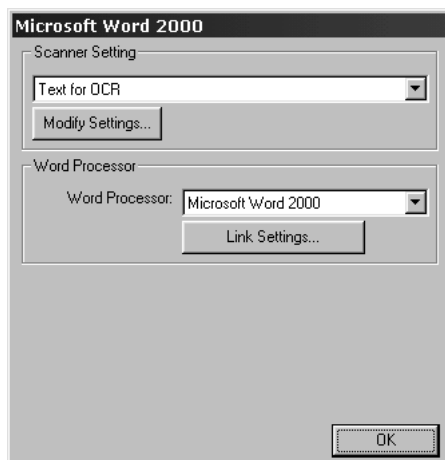 Microsoft Word 2000
Scanner Setting
Text for OCR
Modify Settings...
Word Processor
Word Processor: Microsoft Word 2000
Link Settings...
OK